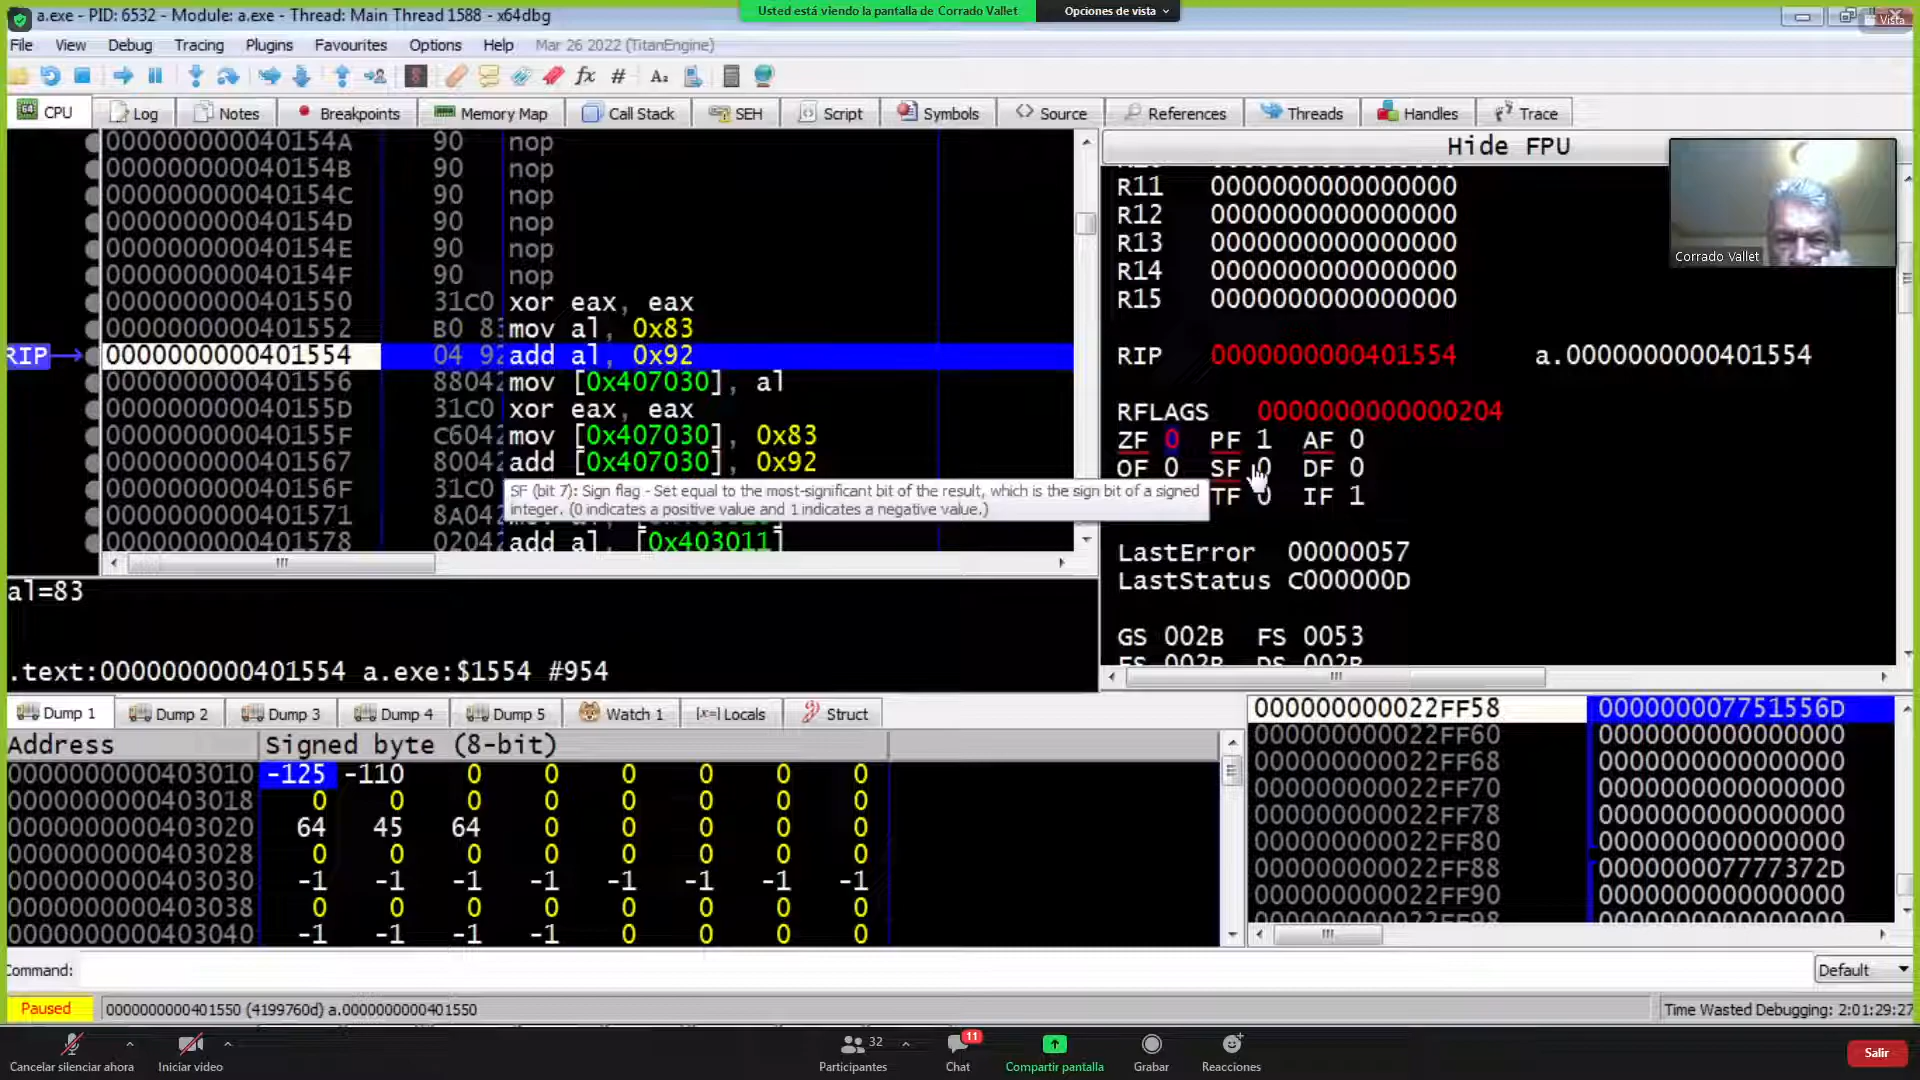 a.exe - PID: 6532 - Module: a.exe - Thread: Main Thread 1588 - x64dbg
Usted está viendo la pantalla de Corrado Vallet
Opciones de vista
Vista
File View Debug Tracing Plugins Favourites Options Help Mar 26 2022 (TitanEngine)
CPU Log Notes Breakpoints Memory Map Call Stack SEH Script Symbols Source References Threads Handles Trace
000000000040154A 90 nop
000000000040154B 90 nop
000000000040154C 90 nop
000000000040154D 90 nop
000000000040154E 90 nop
000000000040154F 90 nop
0000000000401550 31C0 xor eax, eax
0000000000401552 B0 83 mov al, 0x83
RIP 0000000000401554 04 92 add al, 0x92
0000000000401556 88042 mov [0x407030], al
000000000040155D 31C0 xor eax, eax
000000000040155F C6042 mov [0x407030], 0x83
0000000000401567 80042 add [0x407030], 0x92
000000000040156F 31C0
0000000000401571 8A042
0000000000401578 02042 add al, [0x403011]
SF (bit 7): Sign flag - Set equal to the most-significant bit of the result, which is the sign bit of a signed
integer. (0 indicates a positive value and 1 indicates a negative value.)
Hide FPU
R11 0000000000000000
R12 0000000000000000
R13 0000000000000000
R14 0000000000000000
R15 0000000000000000
RIP 0000000000401554 a.0000000000401554
RFLAGS 0000000000000204
ZF 0 PF 1 AF 0
OF 0 SF 0 DF 0
TF 0 IF 1
LastError 00000057
LastStatus C000000D
GS 002B FS 0053
ES 002B DS 002B
Corrado Vallet
al=83
.text:0000000000401554 a.exe:$1554 #954
Dump 1 Dump 2 Dump 3 Dump 4 Dump 5 Watch 1 [x=] Locals Struct
Address Signed byte (8-bit)
0000000000403010 -125 -110 0 0 0 0 0 0
0000000000403018 0 0 0 0 0 0 0 0
0000000000403020 64 45 64 0 0 0 0 0
0000000000403028 0 0 0 0 0 0 0 0
0000000000403030 -1 -1 -1 -1 -1 -1 -1 -1
0000000000403038 0 0 0 0 0 0 0 0
0000000000403040 -1 -1 -1 -1 0 0 0 0
000000000022FF58 000000007751556D
000000000022FF60 0000000000000000
000000000022FF68 0000000000000000
000000000022FF70 0000000000000000
000000000022FF78 0000000000000000
000000000022FF80 0000000000000000
000000000022FF88 000000007777372D
000000000022FF90 0000000000000000
000000000022FF98 0000000000000000
Command:
Default
Paused 0000000000401550 (4199760d) a.0000000000401550
Time Wasted Debugging: 2:01:29:27
Cancelar silenciar ahora
Iniciar video
32
Participantes
11
Chat
Compartir pantalla
Grabar
Reacciones
Salir